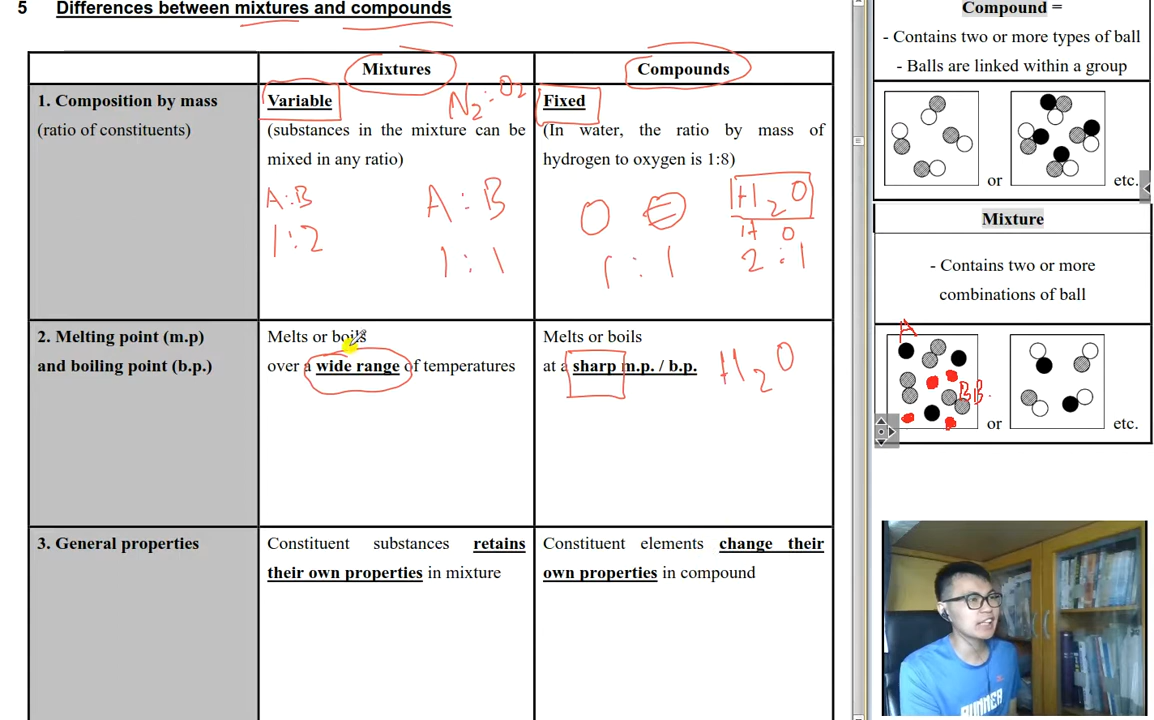 5 Differences between mixtures and compounds
Mixtures
Compounds
1. Composition by mass
(ratio of constituents)
Variable
(substances in the mixture can be
mixed in any ratio)
N2 : O2
A:B
1:2
A : B
1 : 1
Fixed
(In water, the ratio by mass of
hydrogen to oxygen is 1:8)
1 : 1
H2O
H O
2 : 1
2. Melting point (m.p)
and boiling point (b.p.)
Melts or boils
over a wide range of temperatures
Melts or boils
at a sharp m.p. / b.p.
H2O
3. General properties
Constituent substances retains
their own properties in mixture
Constituent elements change their
own properties in compound
Compound =
- Contains two or more types of ball
- Balls are linked within a group
or
etc.
Mixture
- Contains two or more
combinations of ball
A
BB
or
etc.
RUNNER